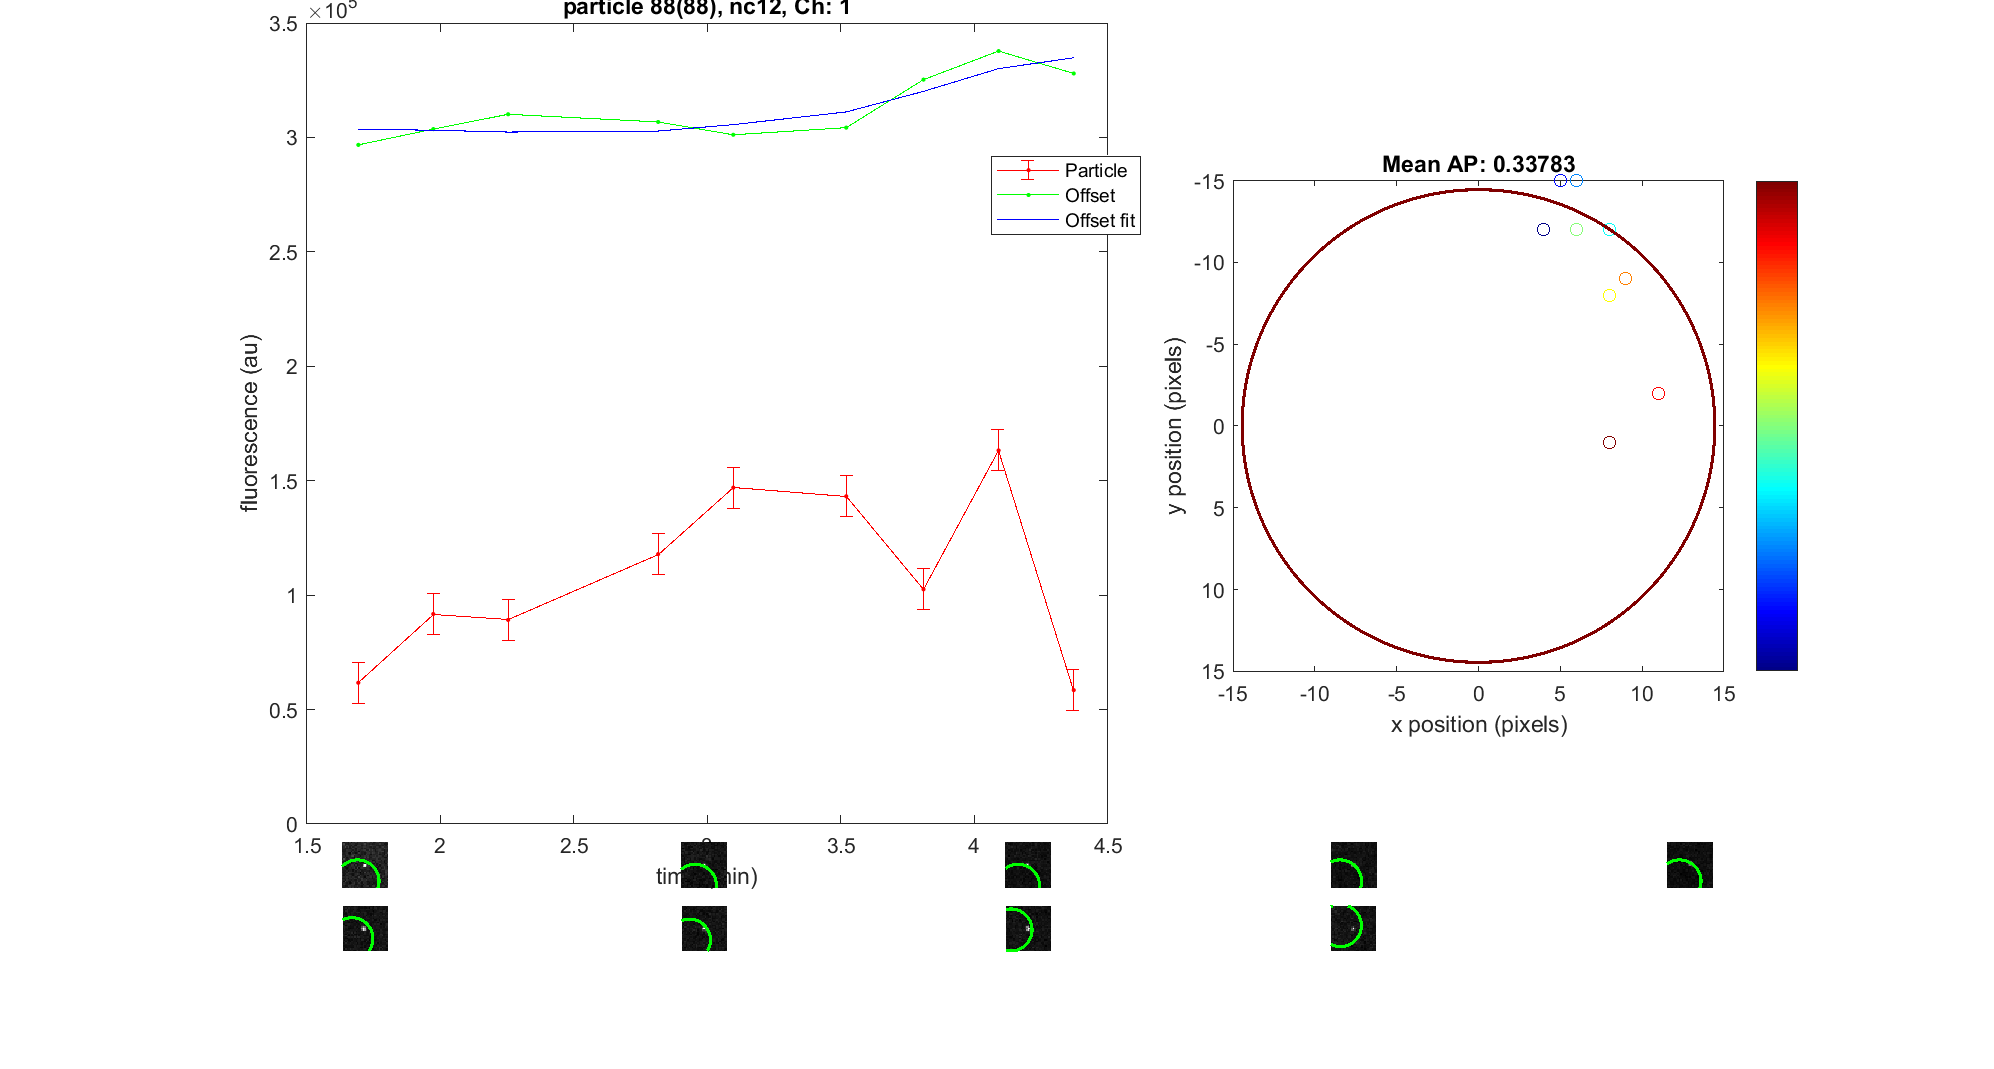 ×10⁵
particle 88(88), nc12, Ch: 1
3.5
3
2.5
2
1.5
1
0.5
0
fluorescence (au)
1.5 2 2.5 3.5 4 4.5
Particle
Offset
Offset fit
Mean AP: 0.33783
-15
-10
-5
0
5
10
15
y position (pixels)
-15 -10 -5 0 5 10 15
x position (pixels)